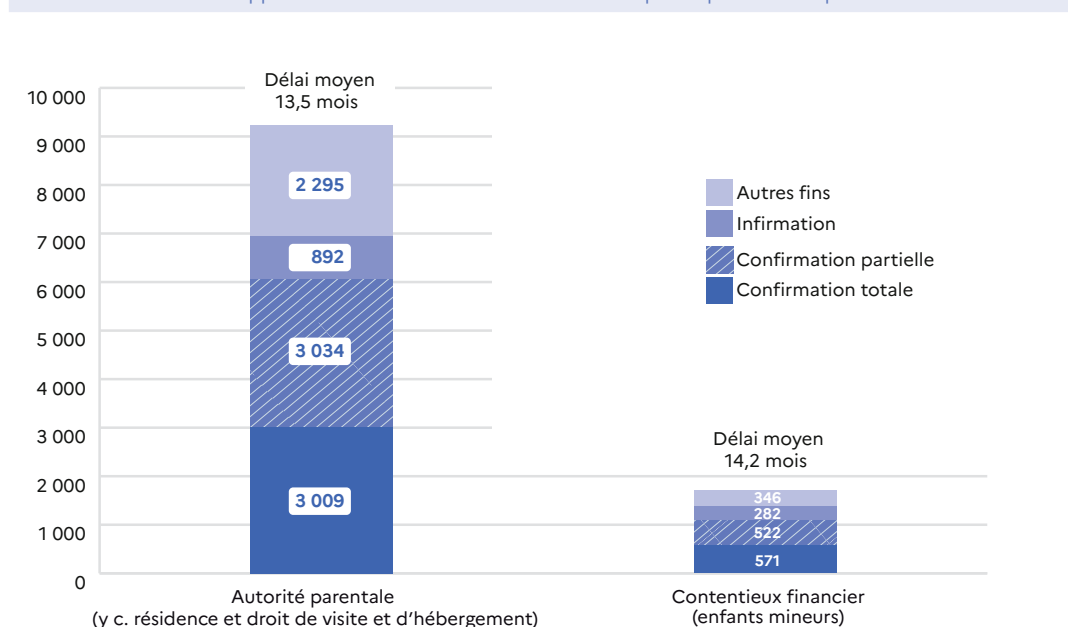 Délai moyen
13,5 mois
10 000
9 000
8 000
7 000
6 000
5 000
4 000
3 000
2 000
1 000
0
2 295
892
3 034
3 009
Autres fins
Infirmation
Confirmation partielle
Confirmation totale
Délai moyen
14,2 mois
346
282
522
571
Autorité parentale
(y c. résidence et droit de visite et d'hébergement)
Contentieux financier
(enfants mineurs)